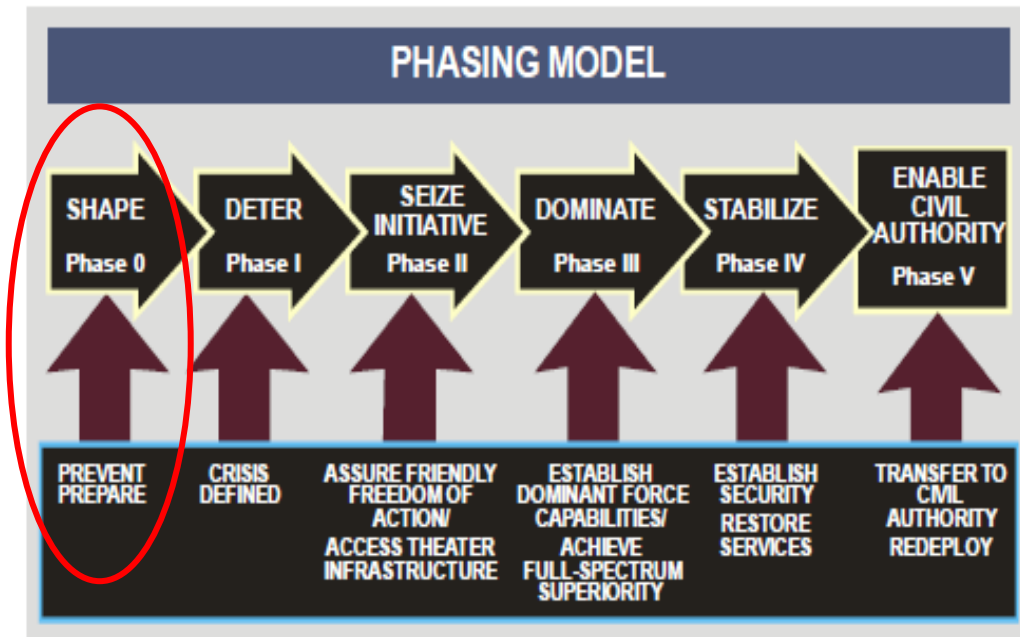 PHASING MODEL
SHAPE
Phase 0
DETER
Phase I
SEIZE
INITIATIVE
Phase II
DOMINATE
Phase III
STABILIZE
Phase IV
ENABLE
CIVIL
AUTHORITY
Phase V
PREVENT
PREPARE
CRISIS
DEFINED
ASSURE FRIENDLY
FREEDOM OF
ACTION/
ACCESS THEATER
INFRASTRUCTURE
ESTABLISH
DOMINANT FORCE
CAPABILITIES/
ACHIEVE
FULL-SPECTRUM
SUPERIORITY
ESTABLISH
SECURITY
RESTORE
SERVICES
TRANSFER TO
CIVIL
AUTHORITY
REDEPLOY